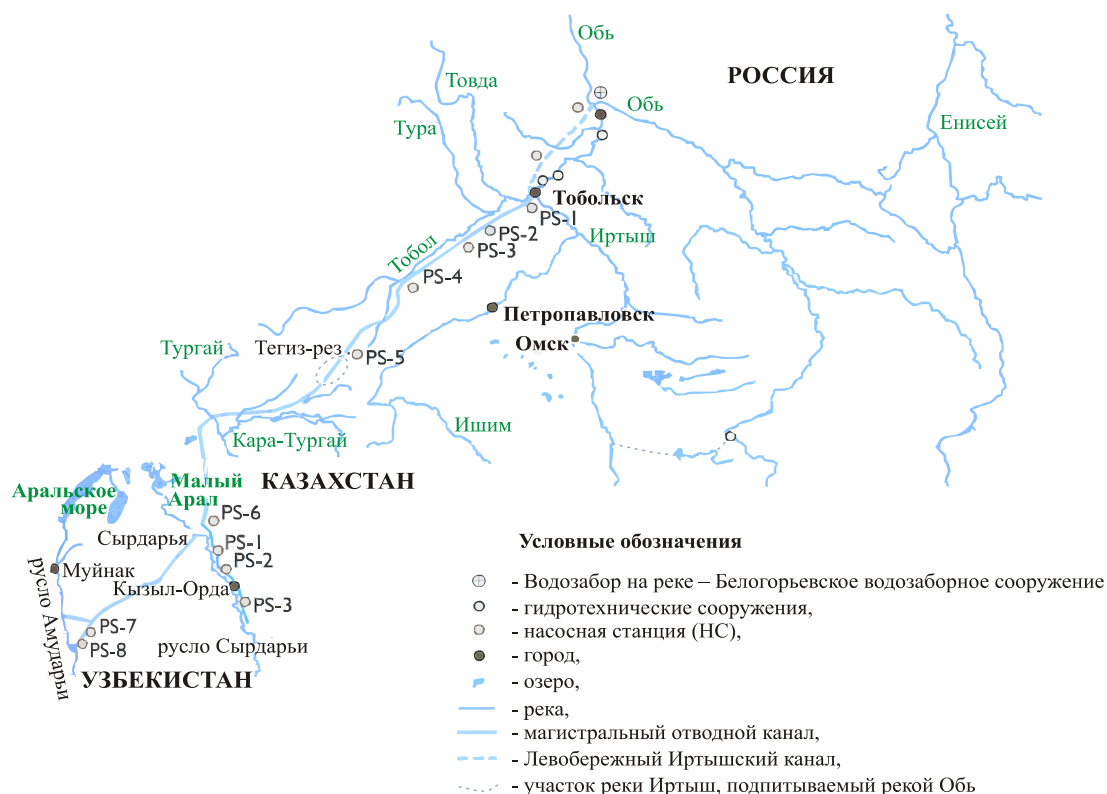 Обь
РОССИЯ
Товда
Обь
Тура
Енисей
Тобольск
PS-1
PS-2
Иртыш
PS-3
Тобол
PS-4
Петропавловск
Омск
Тургай
Тегиз-рез
PS-5
Ишим
Кара-Тургай
КАЗАХСТАН
Малый
Арал
Аральское
море
PS-6
Сырдарья
PS-1
PS-2
Муйнак
Кызыл-Орда
PS-3
русло Амударьи
PS-7
PS-8
русло Сырдарьи
УЗБЕКИСТАН
Условные обозначения
- Водозабор на реке – Белогорьевское водозаборное сооружение
- гидротехнические сооружения,
- насосная станция (НС),
- город,
- озеро,
- река,
- магистральный отводной канал,
- Левобережный Иртышский канал,
- участок реки Иртыш, подпитываемый рекой Обь